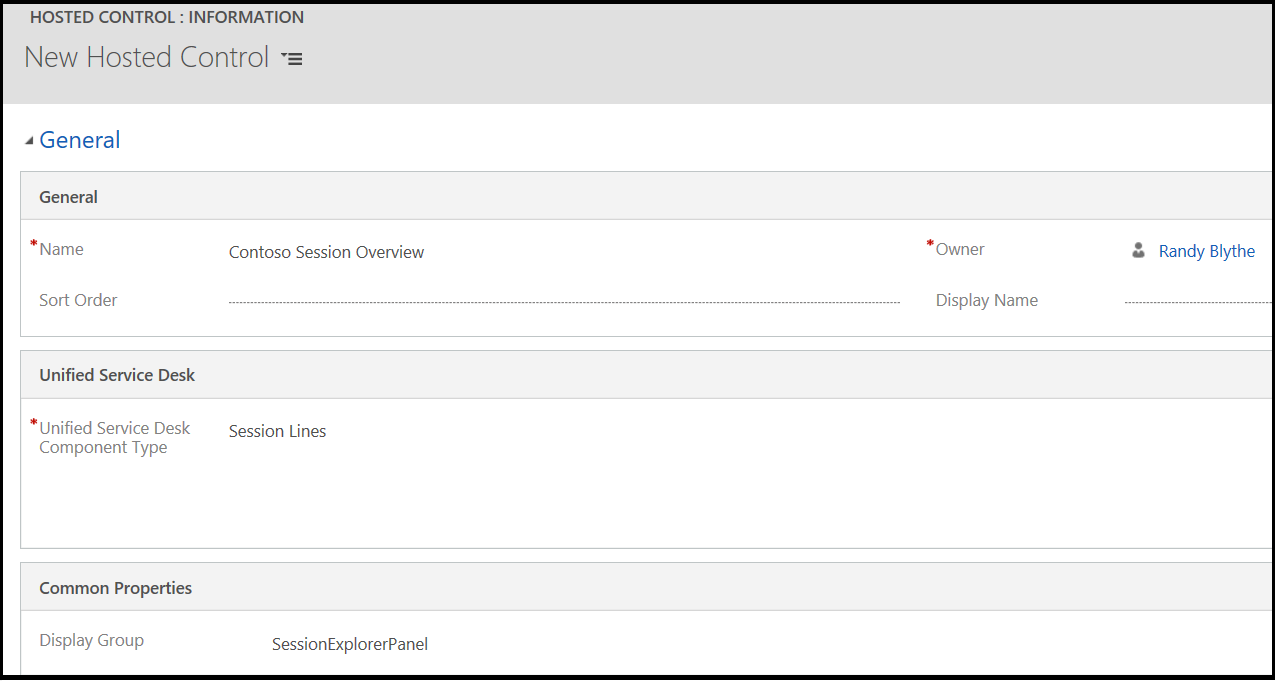 HOSTED CONTROL : INFORMATION
New Hosted Control
General
General
* Name Contoso Session Overview * Owner Randy Blythe
Sort Order Display Name
Unified Service Desk
* Unified Service Desk Session Lines
Component Type
Common Properties
Display Group SessionExplorerPanel